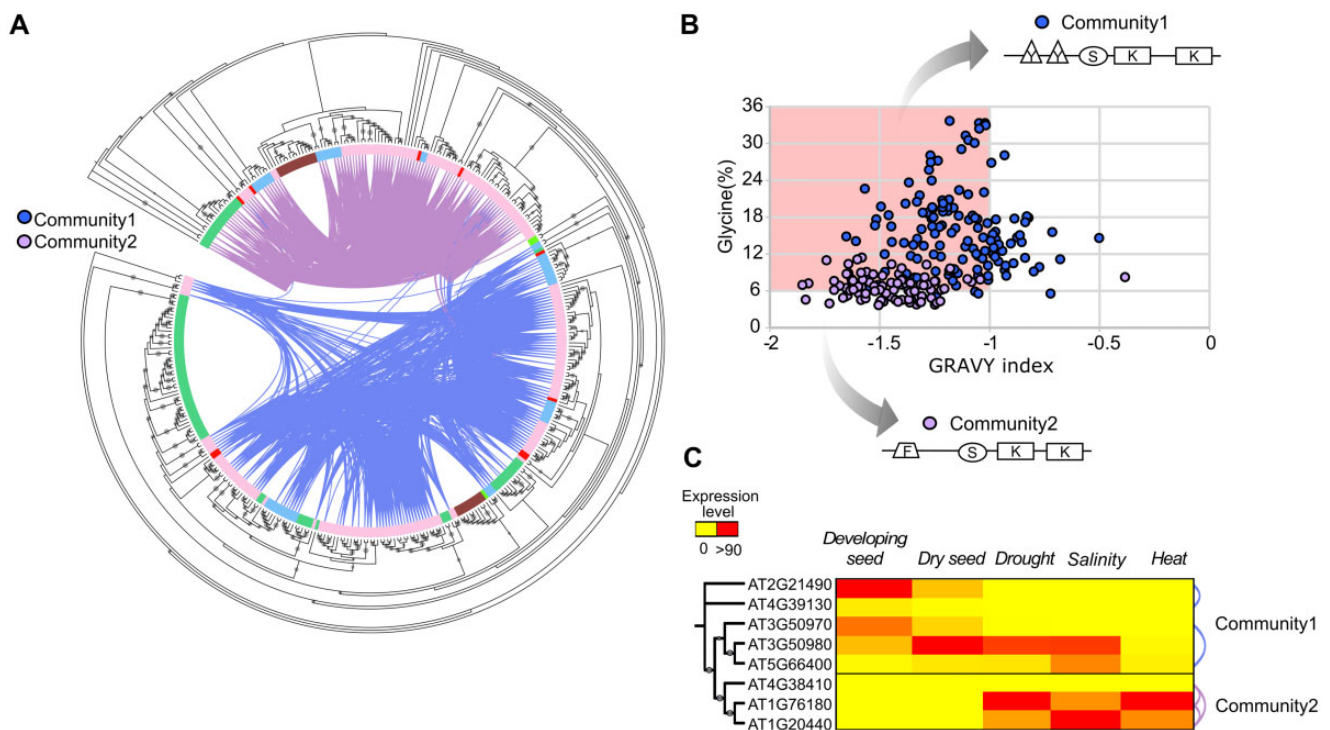 A
Community1
Community2
B
Community1
Y Y S K K
Glycine(%)
36
30
24
18
12
6
0
-2 -1.5 -1 -0.5 0
GRAVY index
Community2
F S K K
C
Expression
level
0 >90
Developing
seed Dry seed Drought Salinity Heat
AT2G21490
AT4G39130
AT3G50970
AT3G50980
AT5G66400
AT4G38410
AT1G76180
AT1G20440
Community1
Community2